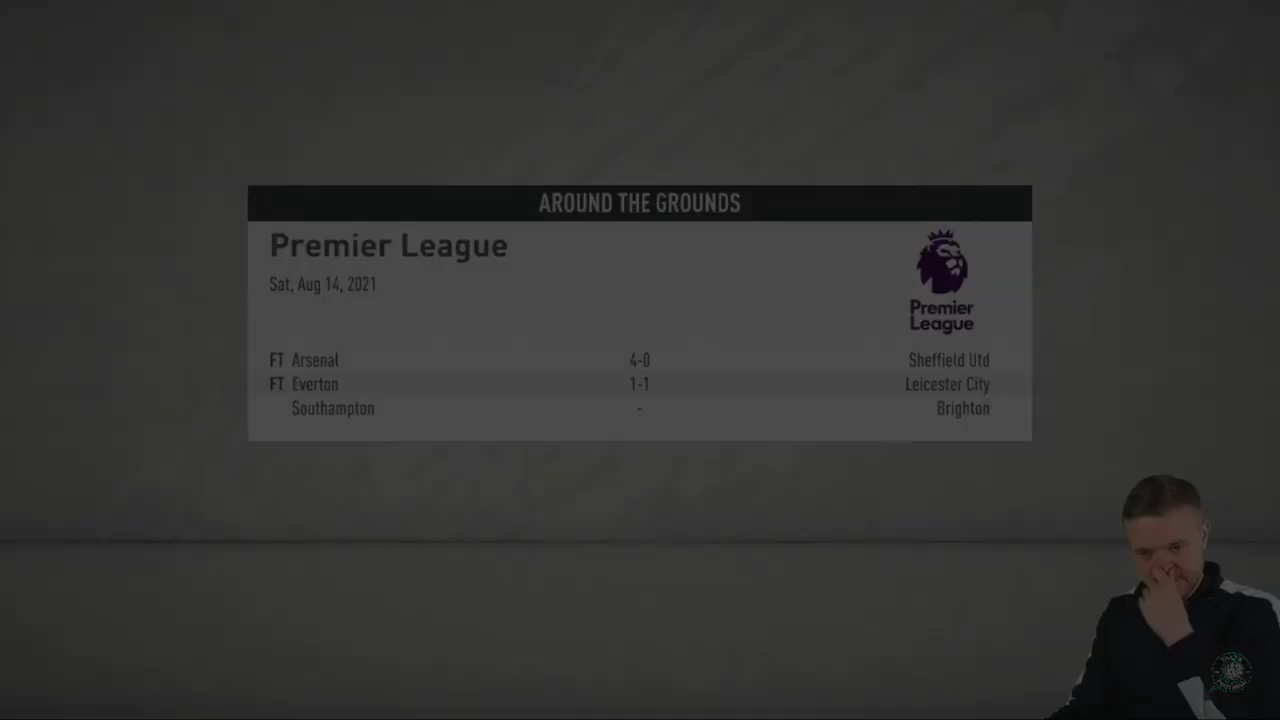 AROUND THE GROUNDS
Premier League
Sat, Aug 14, 2021
Premier
League
FT Arsenal 4-0 Sheffield Utd
FT Everton 1-1 Leicester City
Southampton - Brighton